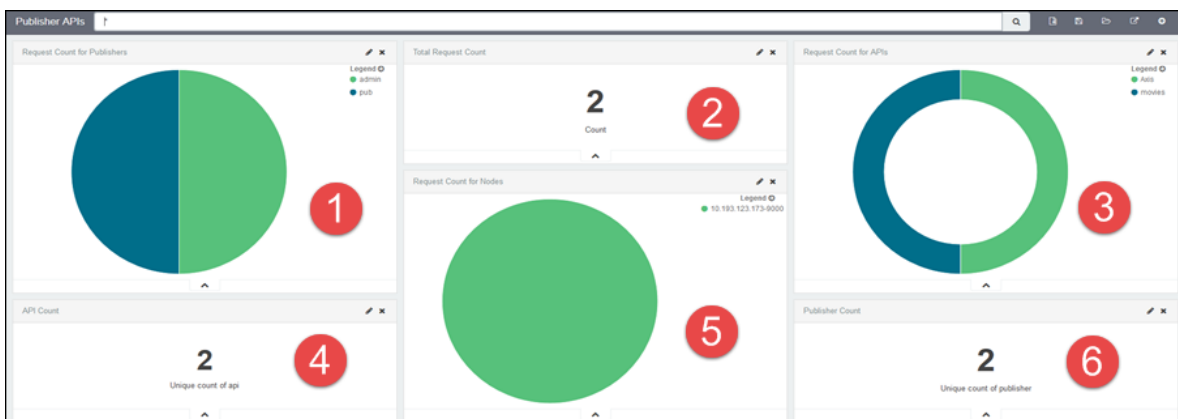 Publisher APIs
Request Count for Publishers
Legend
admin
pub
1
Total Request Count
2
Count
2
Request Count for APIs
Legend
Axis
movies
3
Request Count for Nodes
Legend
10.193.123.173-9000
5
API Count
2
Unique count of api
4
Publisher Count
2
Unique count of publisher
6